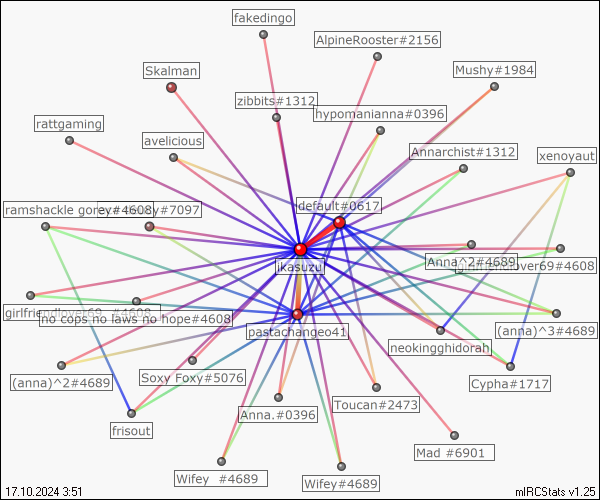 fakedingo
AlpineRooster#2156
Skalman
Mushy#1984
zibbits#1312
hypomanianna#0396
rattgaming
avelicious
Annarchist#1312
xenoyaut
default#0617
ramshackle gorey#4608
#7097
jkasuzu
Anna^2#4689
lover69#4608
girlfriendlover69 #4608
no cops no laws no hope#4608
pastachangeo41
(anna)^3#4689
neokingghidorah
(anna)^2#4689
Soxy Foxy#5076
Cypha#1717
Toucan#2473
Anna.#0396
frisout
Mad #6901
Wifey #4689
Wifey#4689
17.10.2024 3:51
mIRCStats v1.25